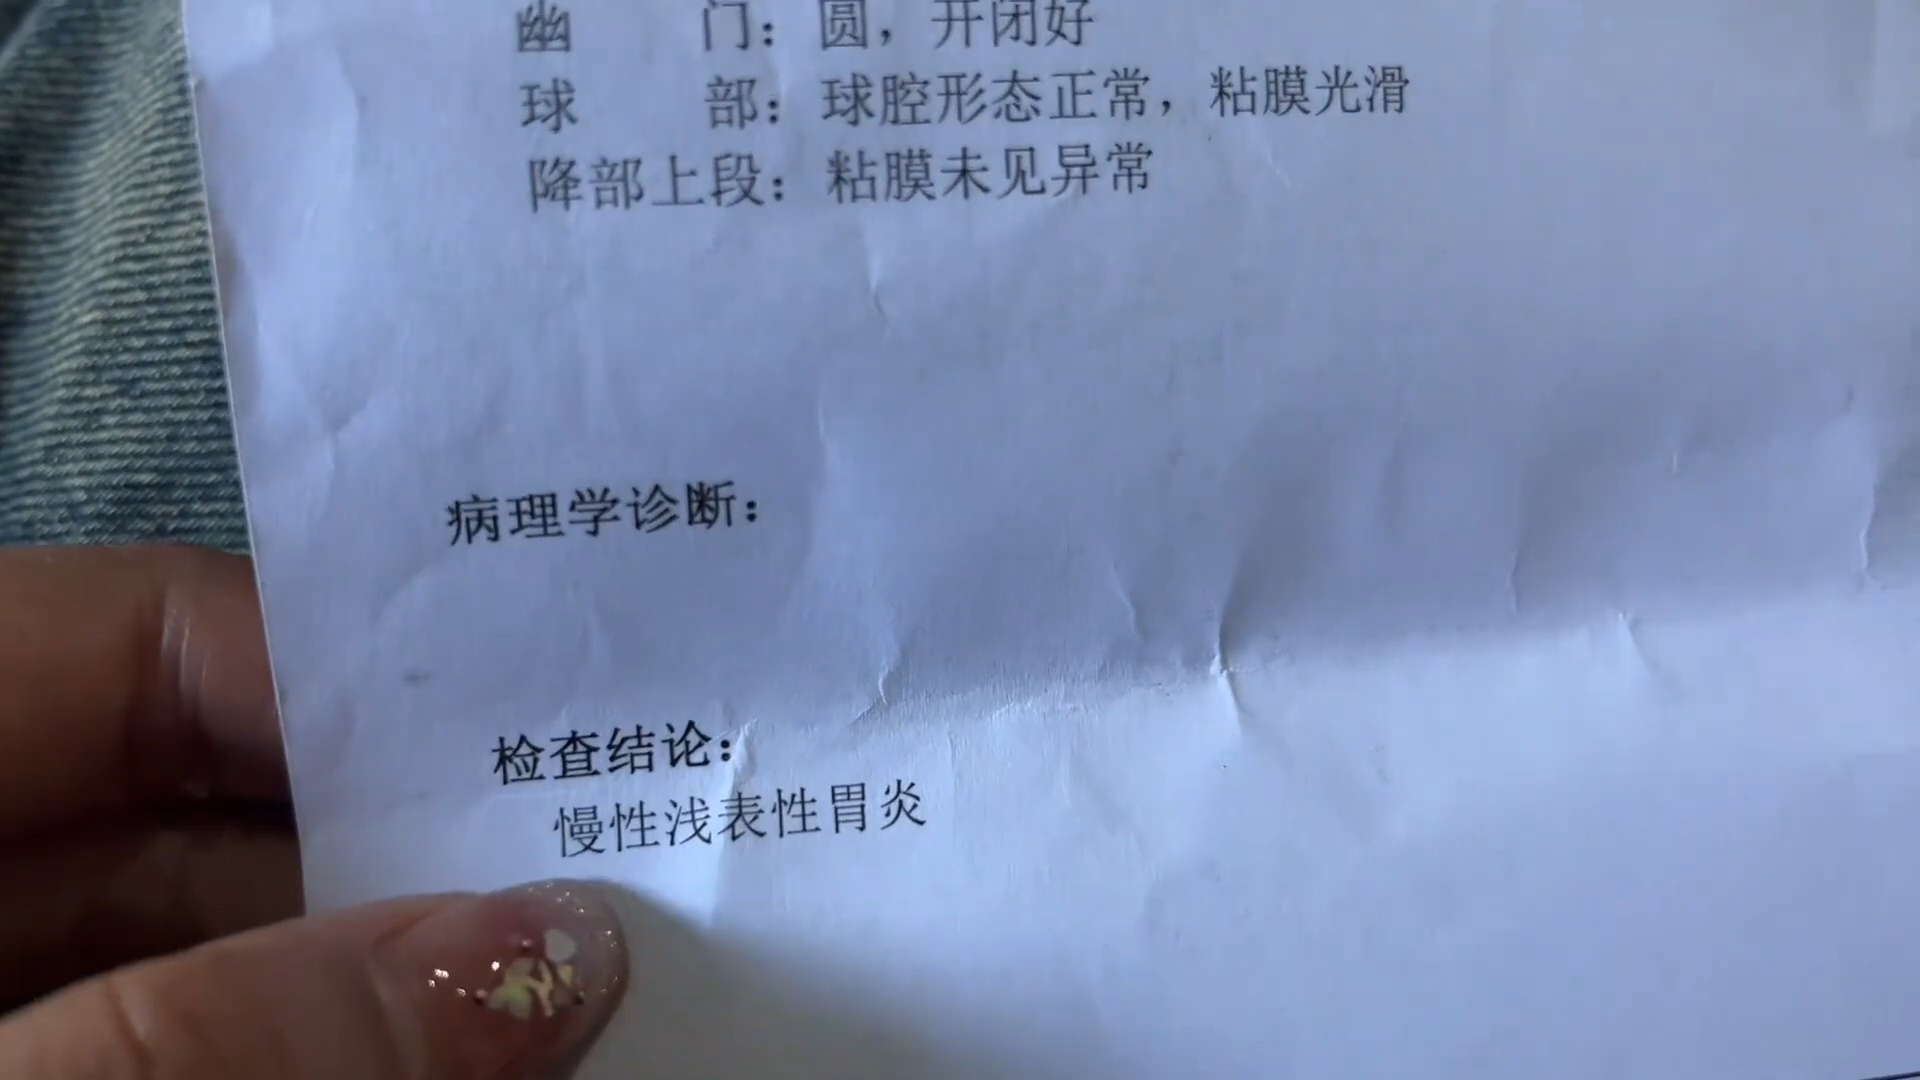 幽　　门：圆，开闭好
球　　部：球腔形态正常，粘膜光滑
降部上段：粘膜未见异常
病理学诊断：
检查结论：
慢性浅表性胃炎